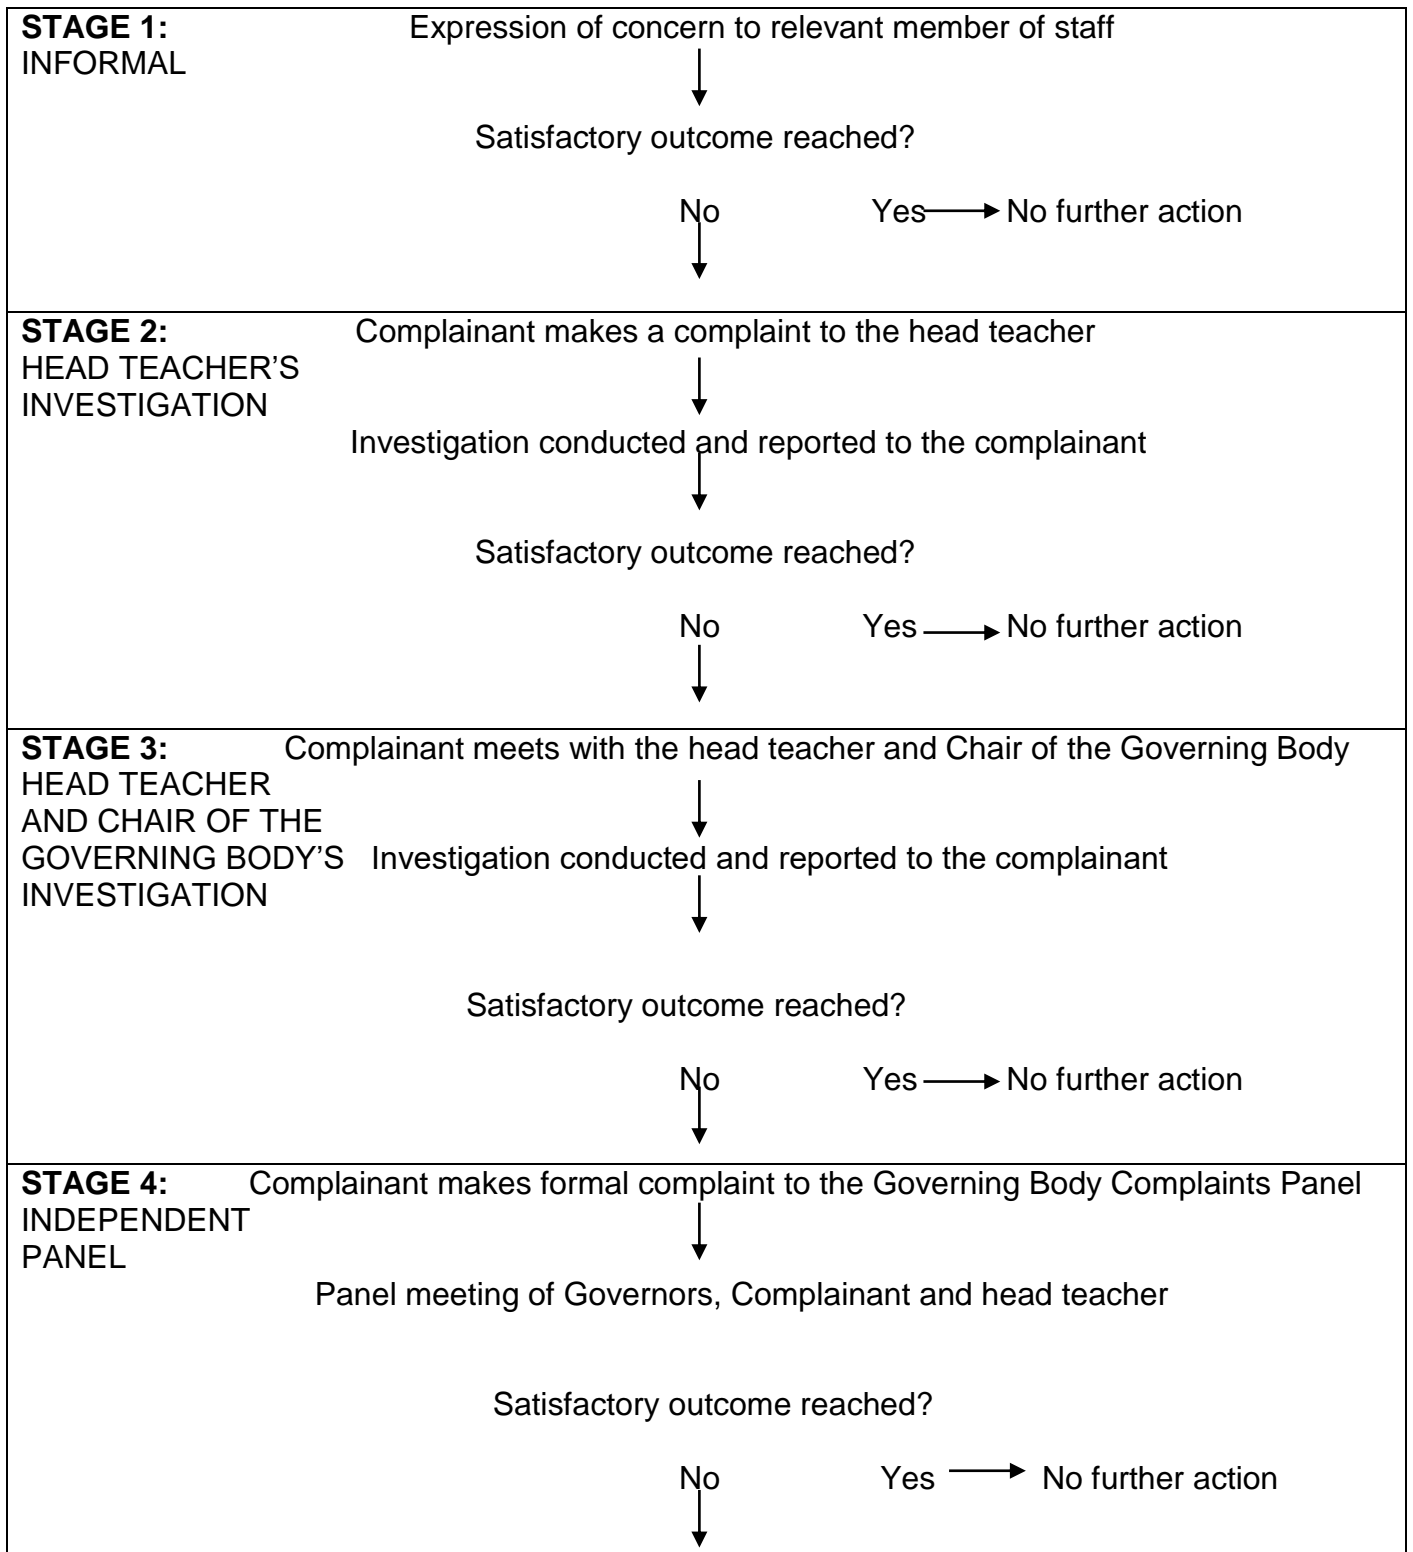 STAGE 1: Expression of concern to relevant member of staff
INFORMAL
Satisfactory outcome reached?
No Yes No further action
STAGE 2: Complainant makes a complaint to the head teacher
HEAD TEACHER’S
INVESTIGATION
Investigation conducted and reported to the complainant
Satisfactory outcome reached?
No Yes No further action
STAGE 3: Complainant meets with the head teacher and Chair of the Governing Body
HEAD TEACHER
AND CHAIR OF THE
GOVERNING BODY’S Investigation conducted and reported to the complainant
INVESTIGATION
Satisfactory outcome reached?
No Yes No further action
STAGE 4: Complainant makes formal complaint to the Governing Body Complaints Panel
INDEPENDENT
PANEL
Panel meeting of Governors, Complainant and head teacher
Satisfactory outcome reached?
No Yes No further action